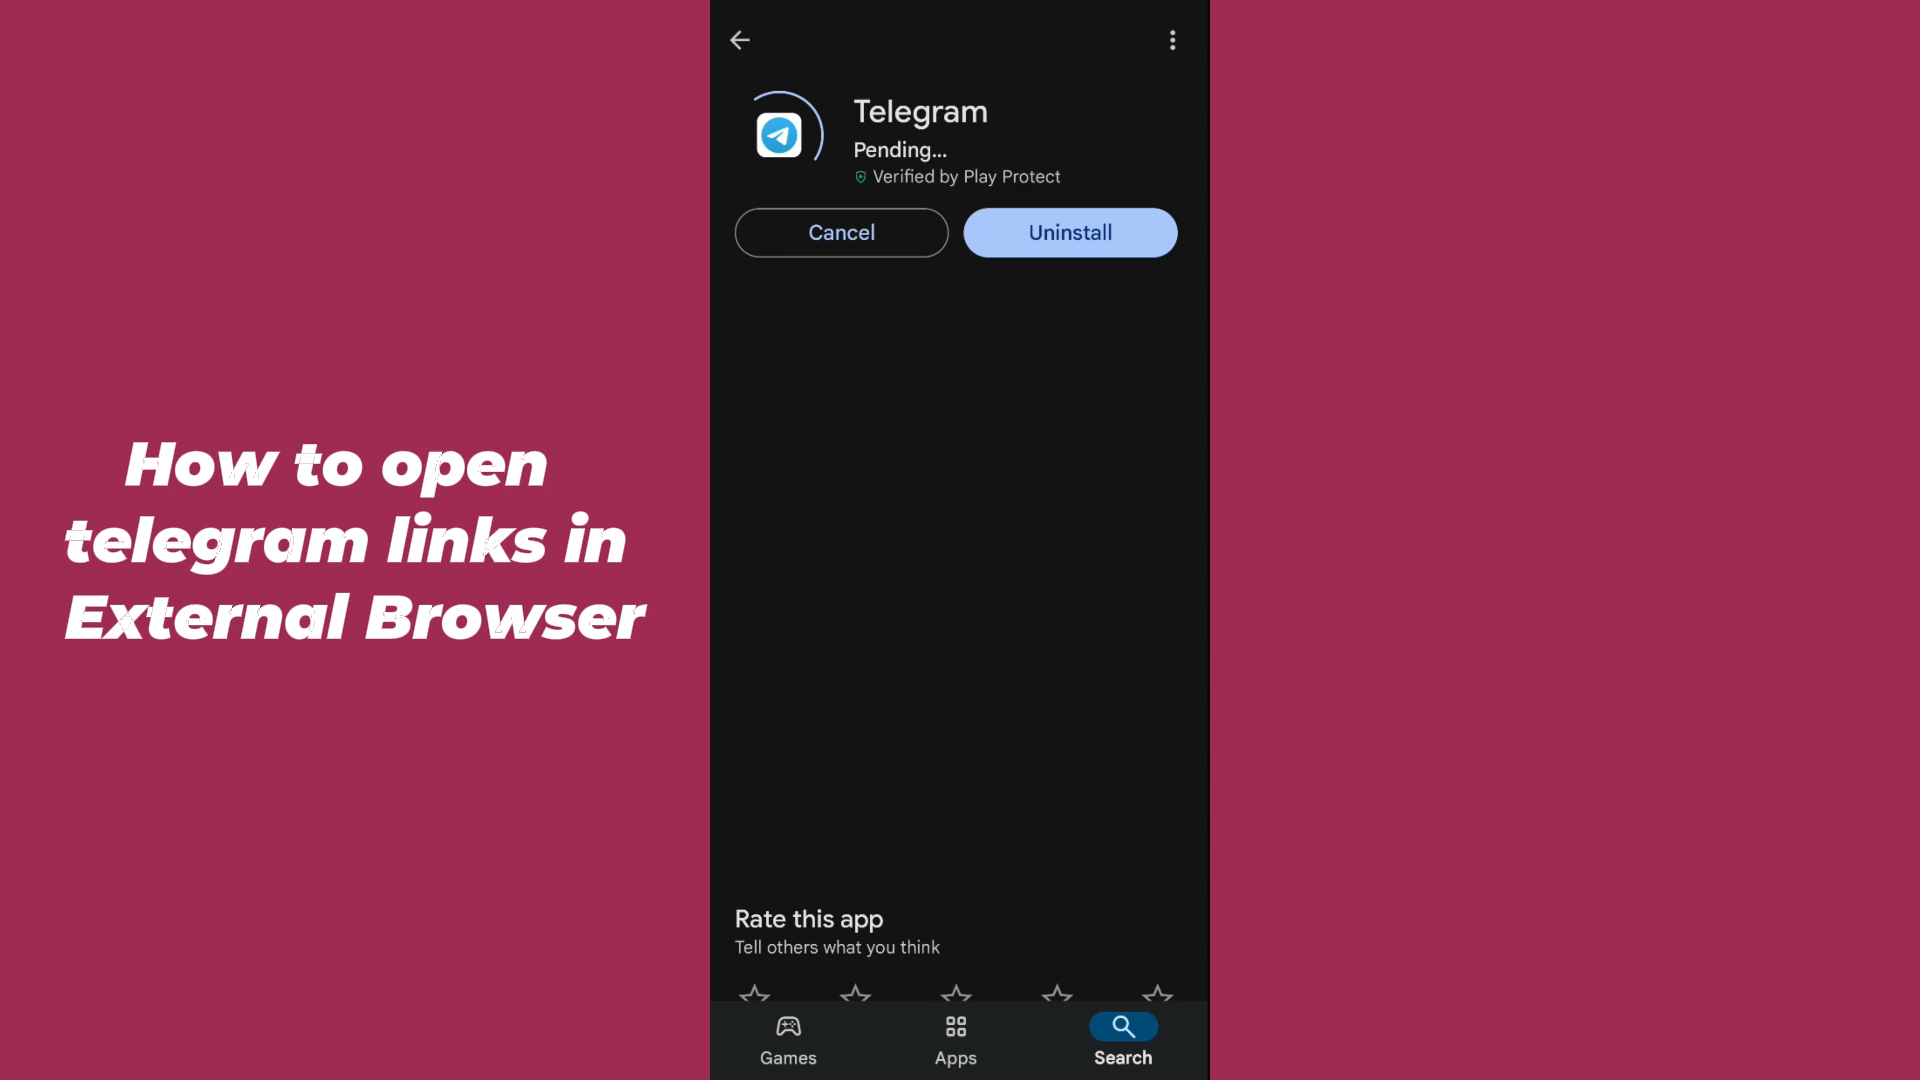 How to open
telegram links in
External Browser
Telegram
Pending...
Verified by Play Protect
Cancel
Uninstall
Rate this app
Tell others what you think
Games
Apps
Search